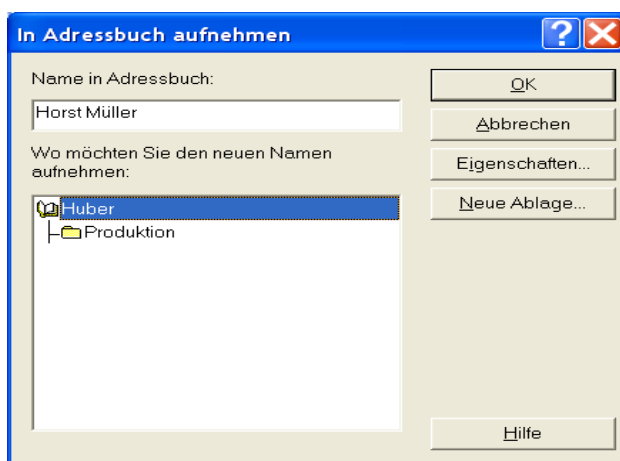 In Adressbuch aufnehmen
Name in Adressbuch:
Horst Müller
Wo möchten Sie den neuen Namen
aufnehmen:
Huber
Produktion
OK
Abbrechen
Eigenschaften...
Neue Ablage...
Hilfe